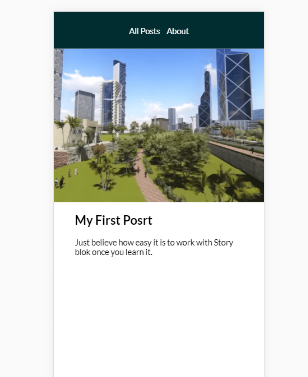 All Posts About
My First Posrt
Just believe how easy it is to work with Story
blok once you learn it.